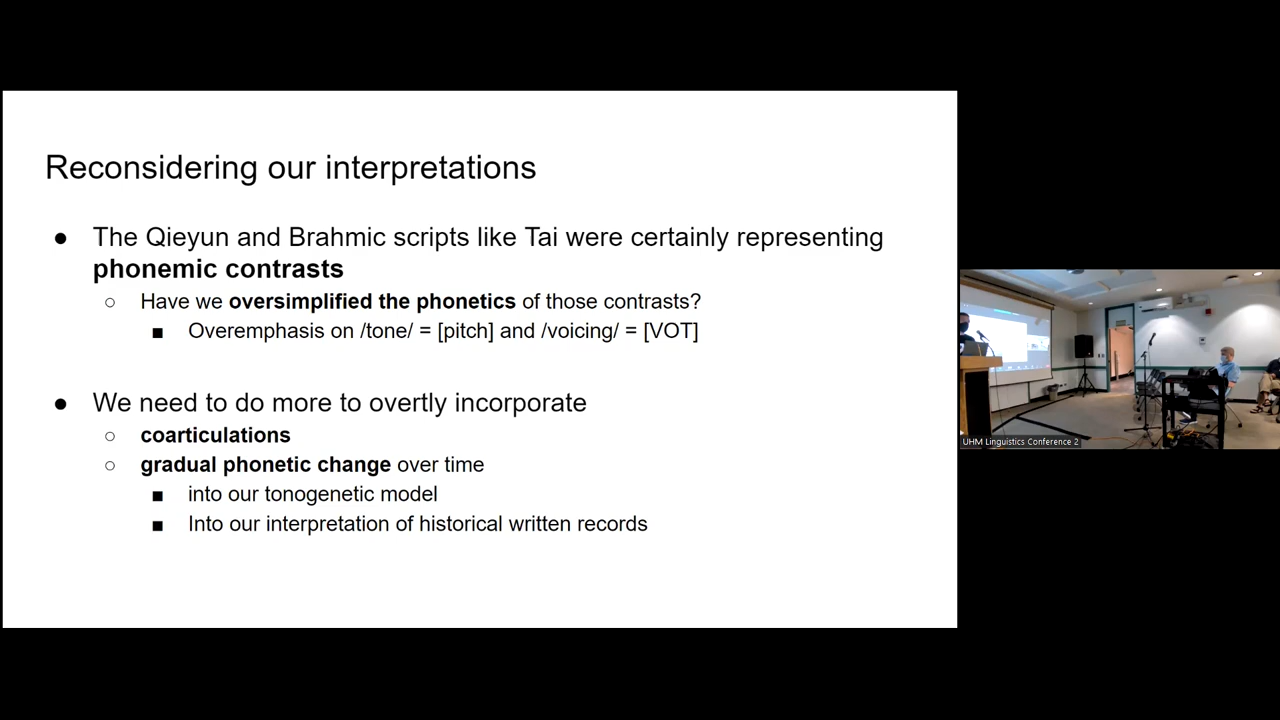 Reconsidering our interpretations
● The Qieyun and Brahmic scripts like Tai were certainly representing
phonemic contrasts
○ Have we oversimplified the phonetics of those contrasts?
■ Overemphasis on /tone/ = [pitch] and /voicing/ = [VOT]
● We need to do more to overtly incorporate
○ coarticulations
○ gradual phonetic change over time
■ into our tonogenetic model
■ Into our interpretation of historical written records
UHM Linguistics Conference 2